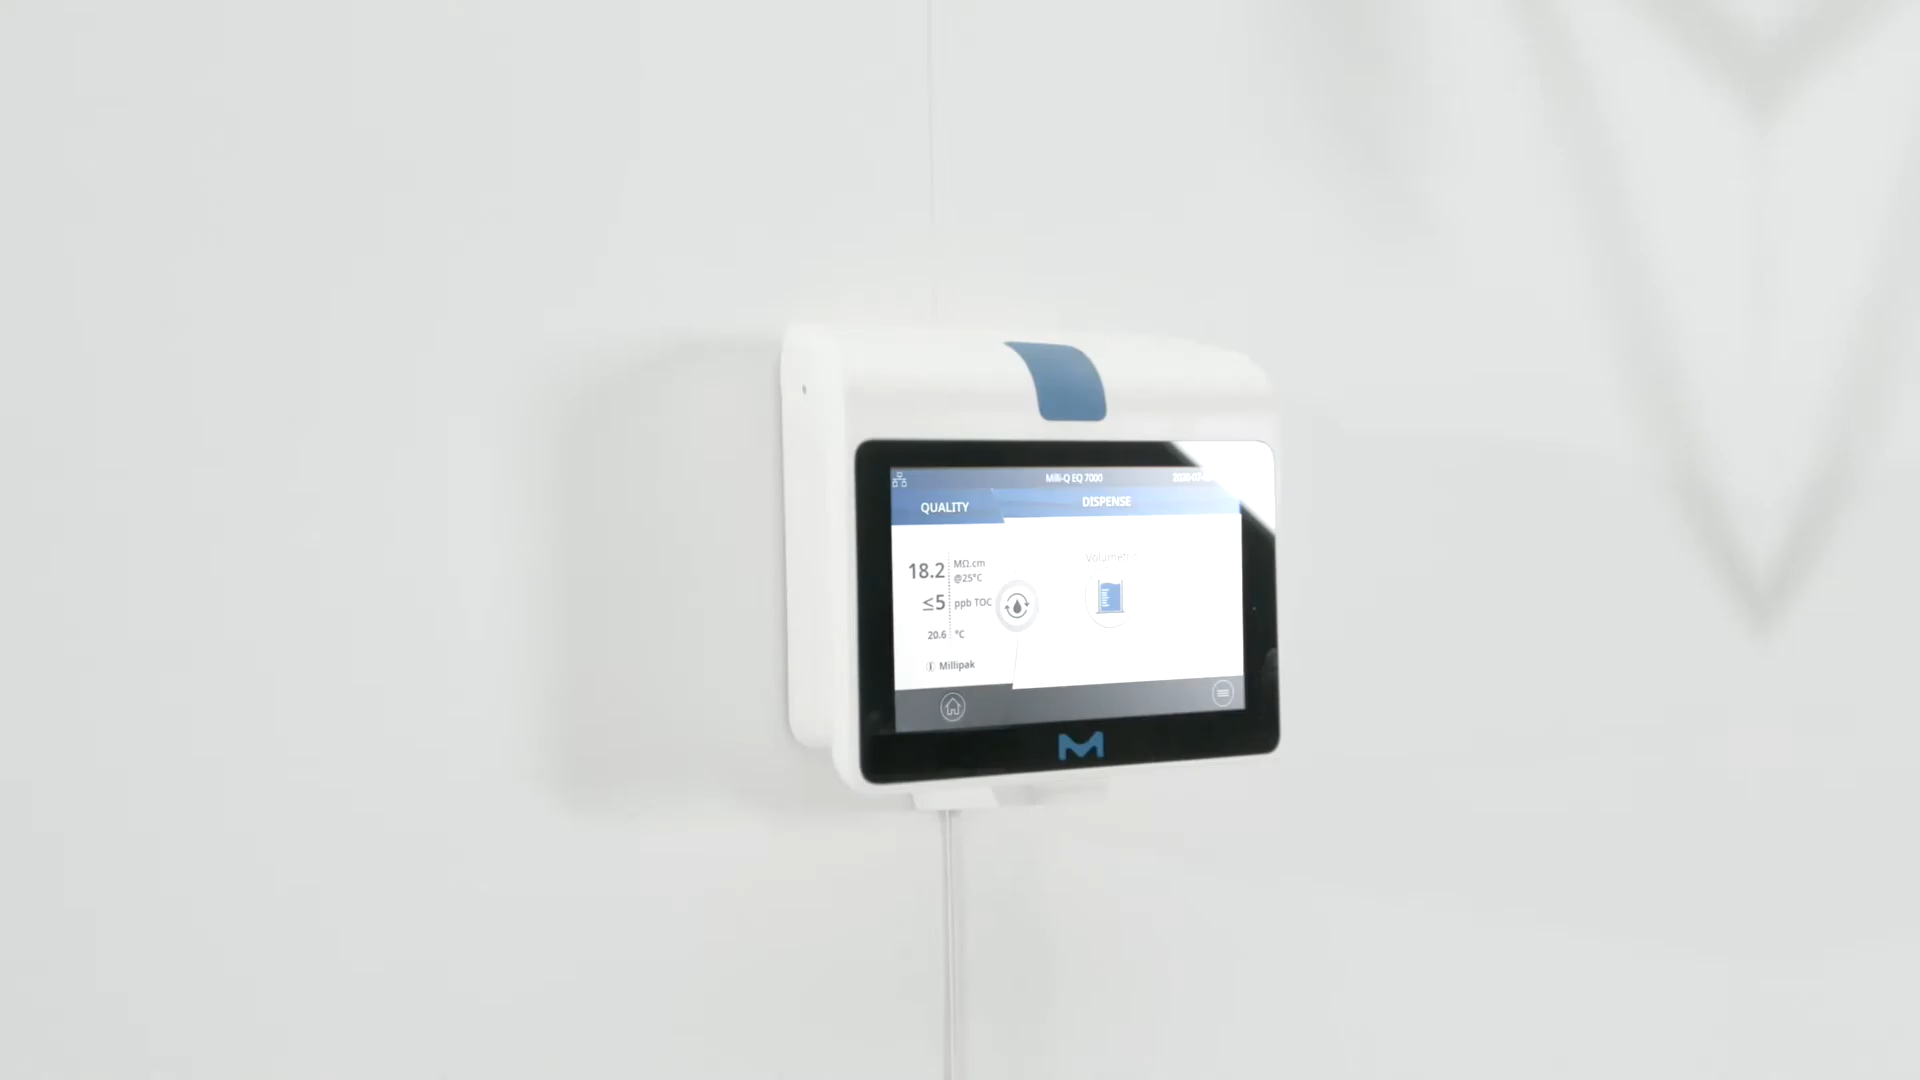 Milli-Q EQ 7000
QUALITY
DISPENSE
18.2 MΩ.cm
@25°C
≤5 ppb TOC
20.6 °C
Millipak